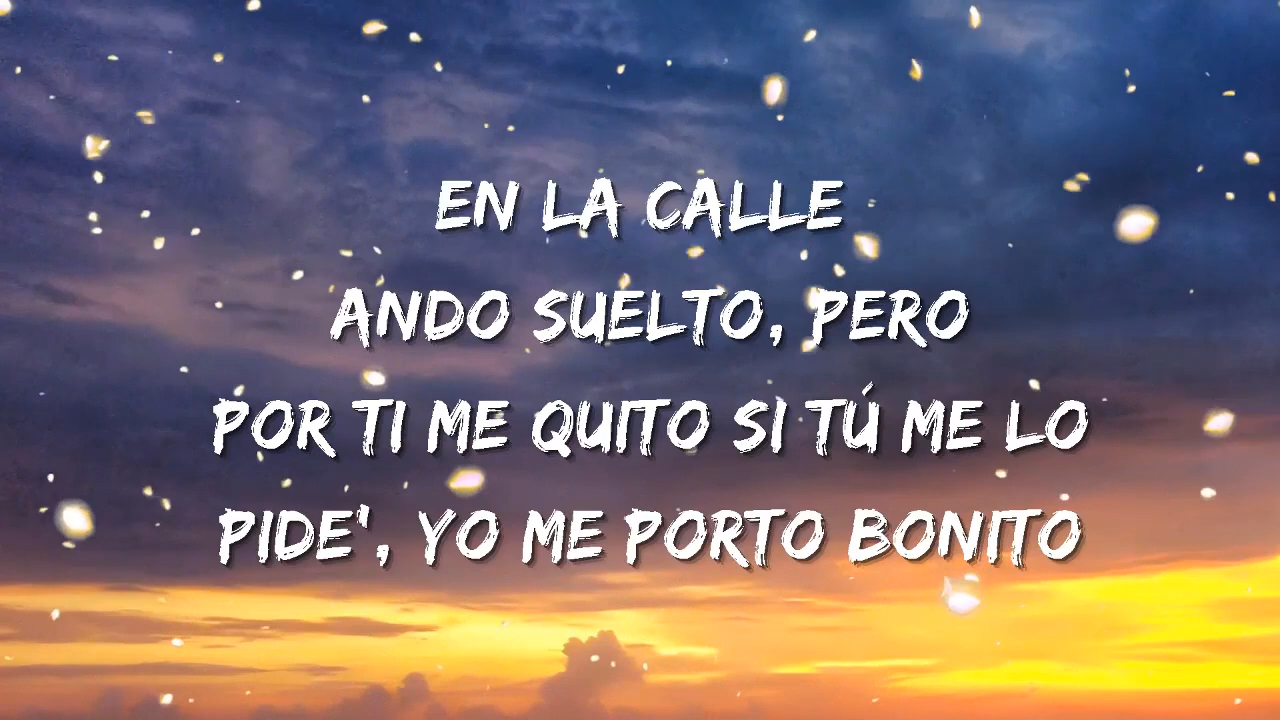 EN LA CALLE
ANDO SUELTO, PERO
POR TI ME QUITO SI TÚ ME LO
PIDE', YO ME PORTO BONITO